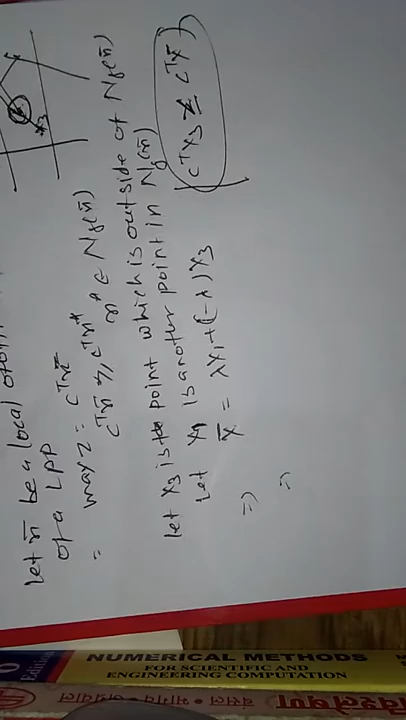 let x̄ be a local
of a LPP
= max z = cᵀx̄
cᵀx̄ ≥ cᵀx* x* ∈ Nδ(x̄)
let x₃ is the point which is outside of Nδ(x̄)
Let x₁ is another point in Nδ(x̄)
x̄ = λx₁ + (-λ)x₃
cᵀx₃ ≥ cᵀx̄
⇒
⇒
x₃
NUMERICAL METHODS
FOR SCIENTIFIC AND
ENGINEERING COMPUTATION
Edition